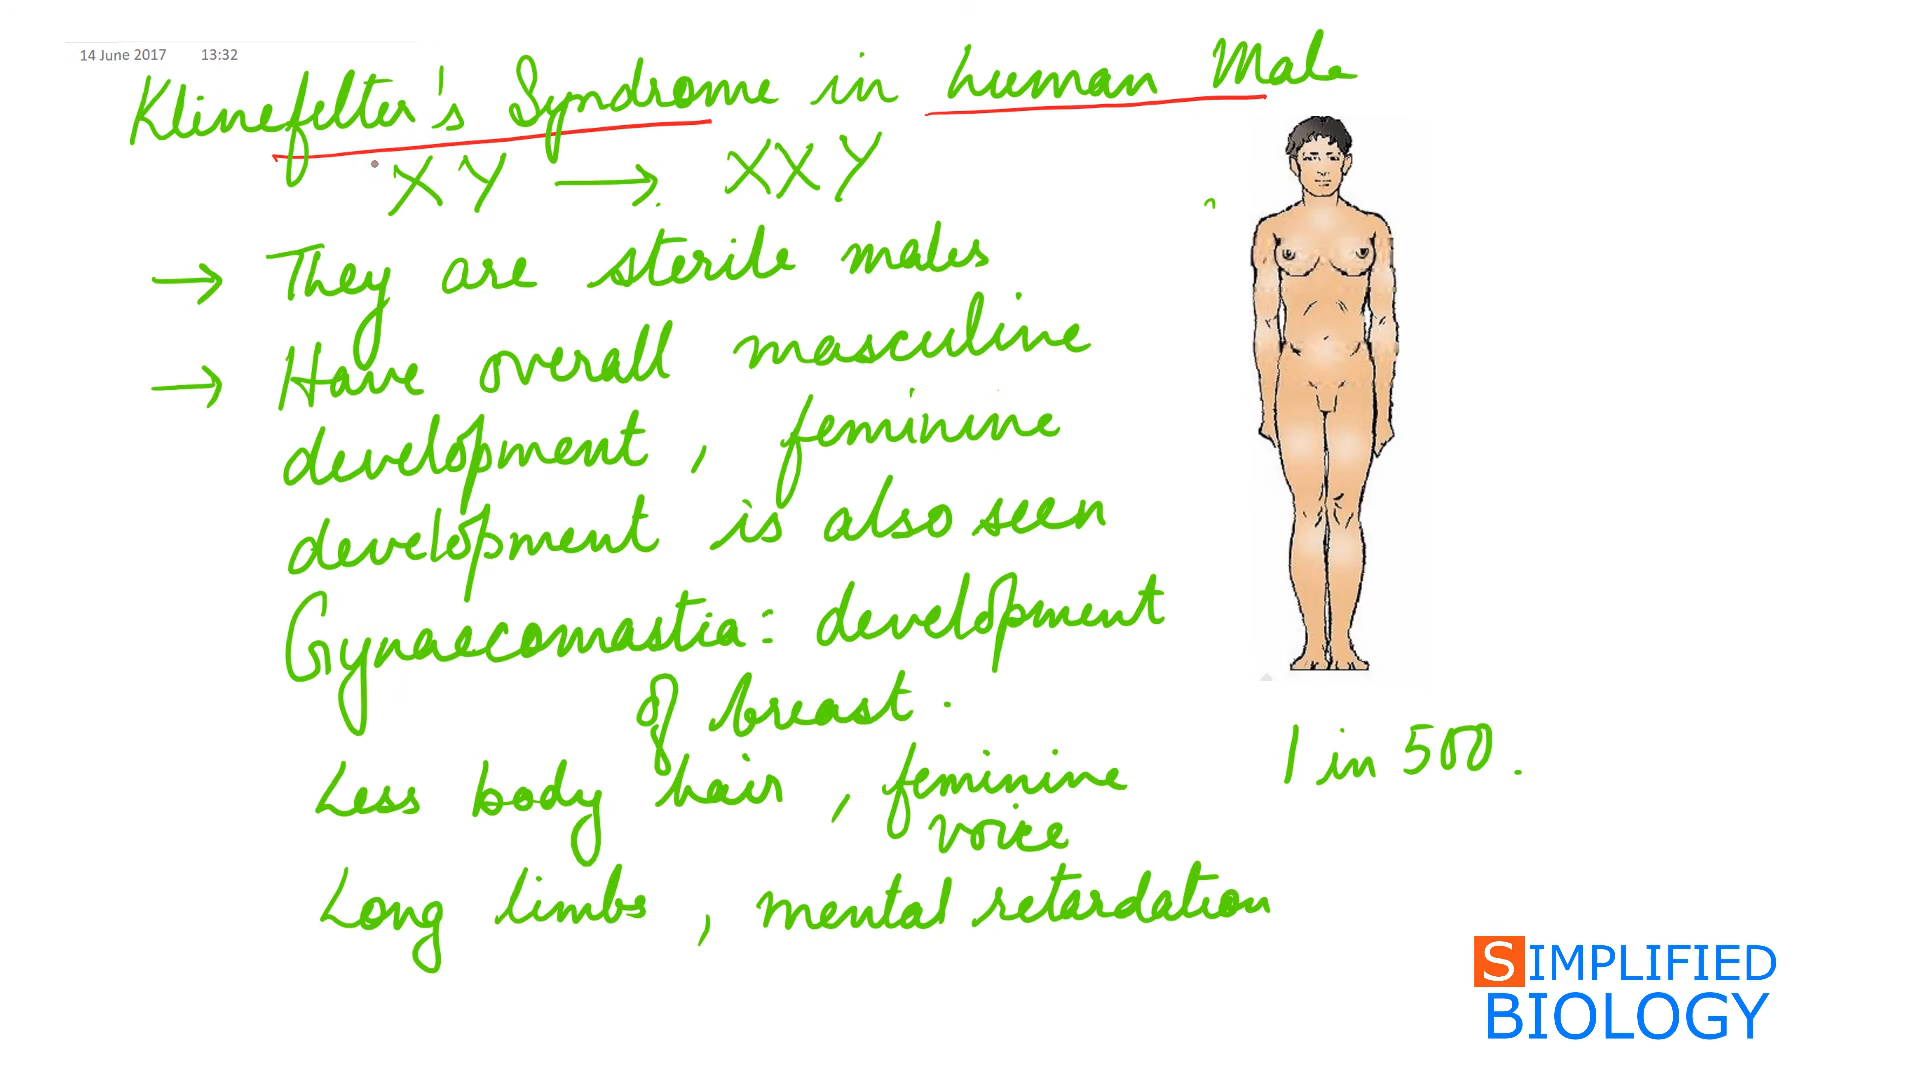 14 June 2017 13:32
Klinefelter's Syndrome in human Male
XY → XXY
→ They are sterile males
→ Have overall masculine
development, feminine
development is also seen
Gynaecomastia: development
of breast.
Less body hair, feminine
voice
Long limbs, mental retardation
1 in 500.
SIMPLIFIED
BIOLOGY